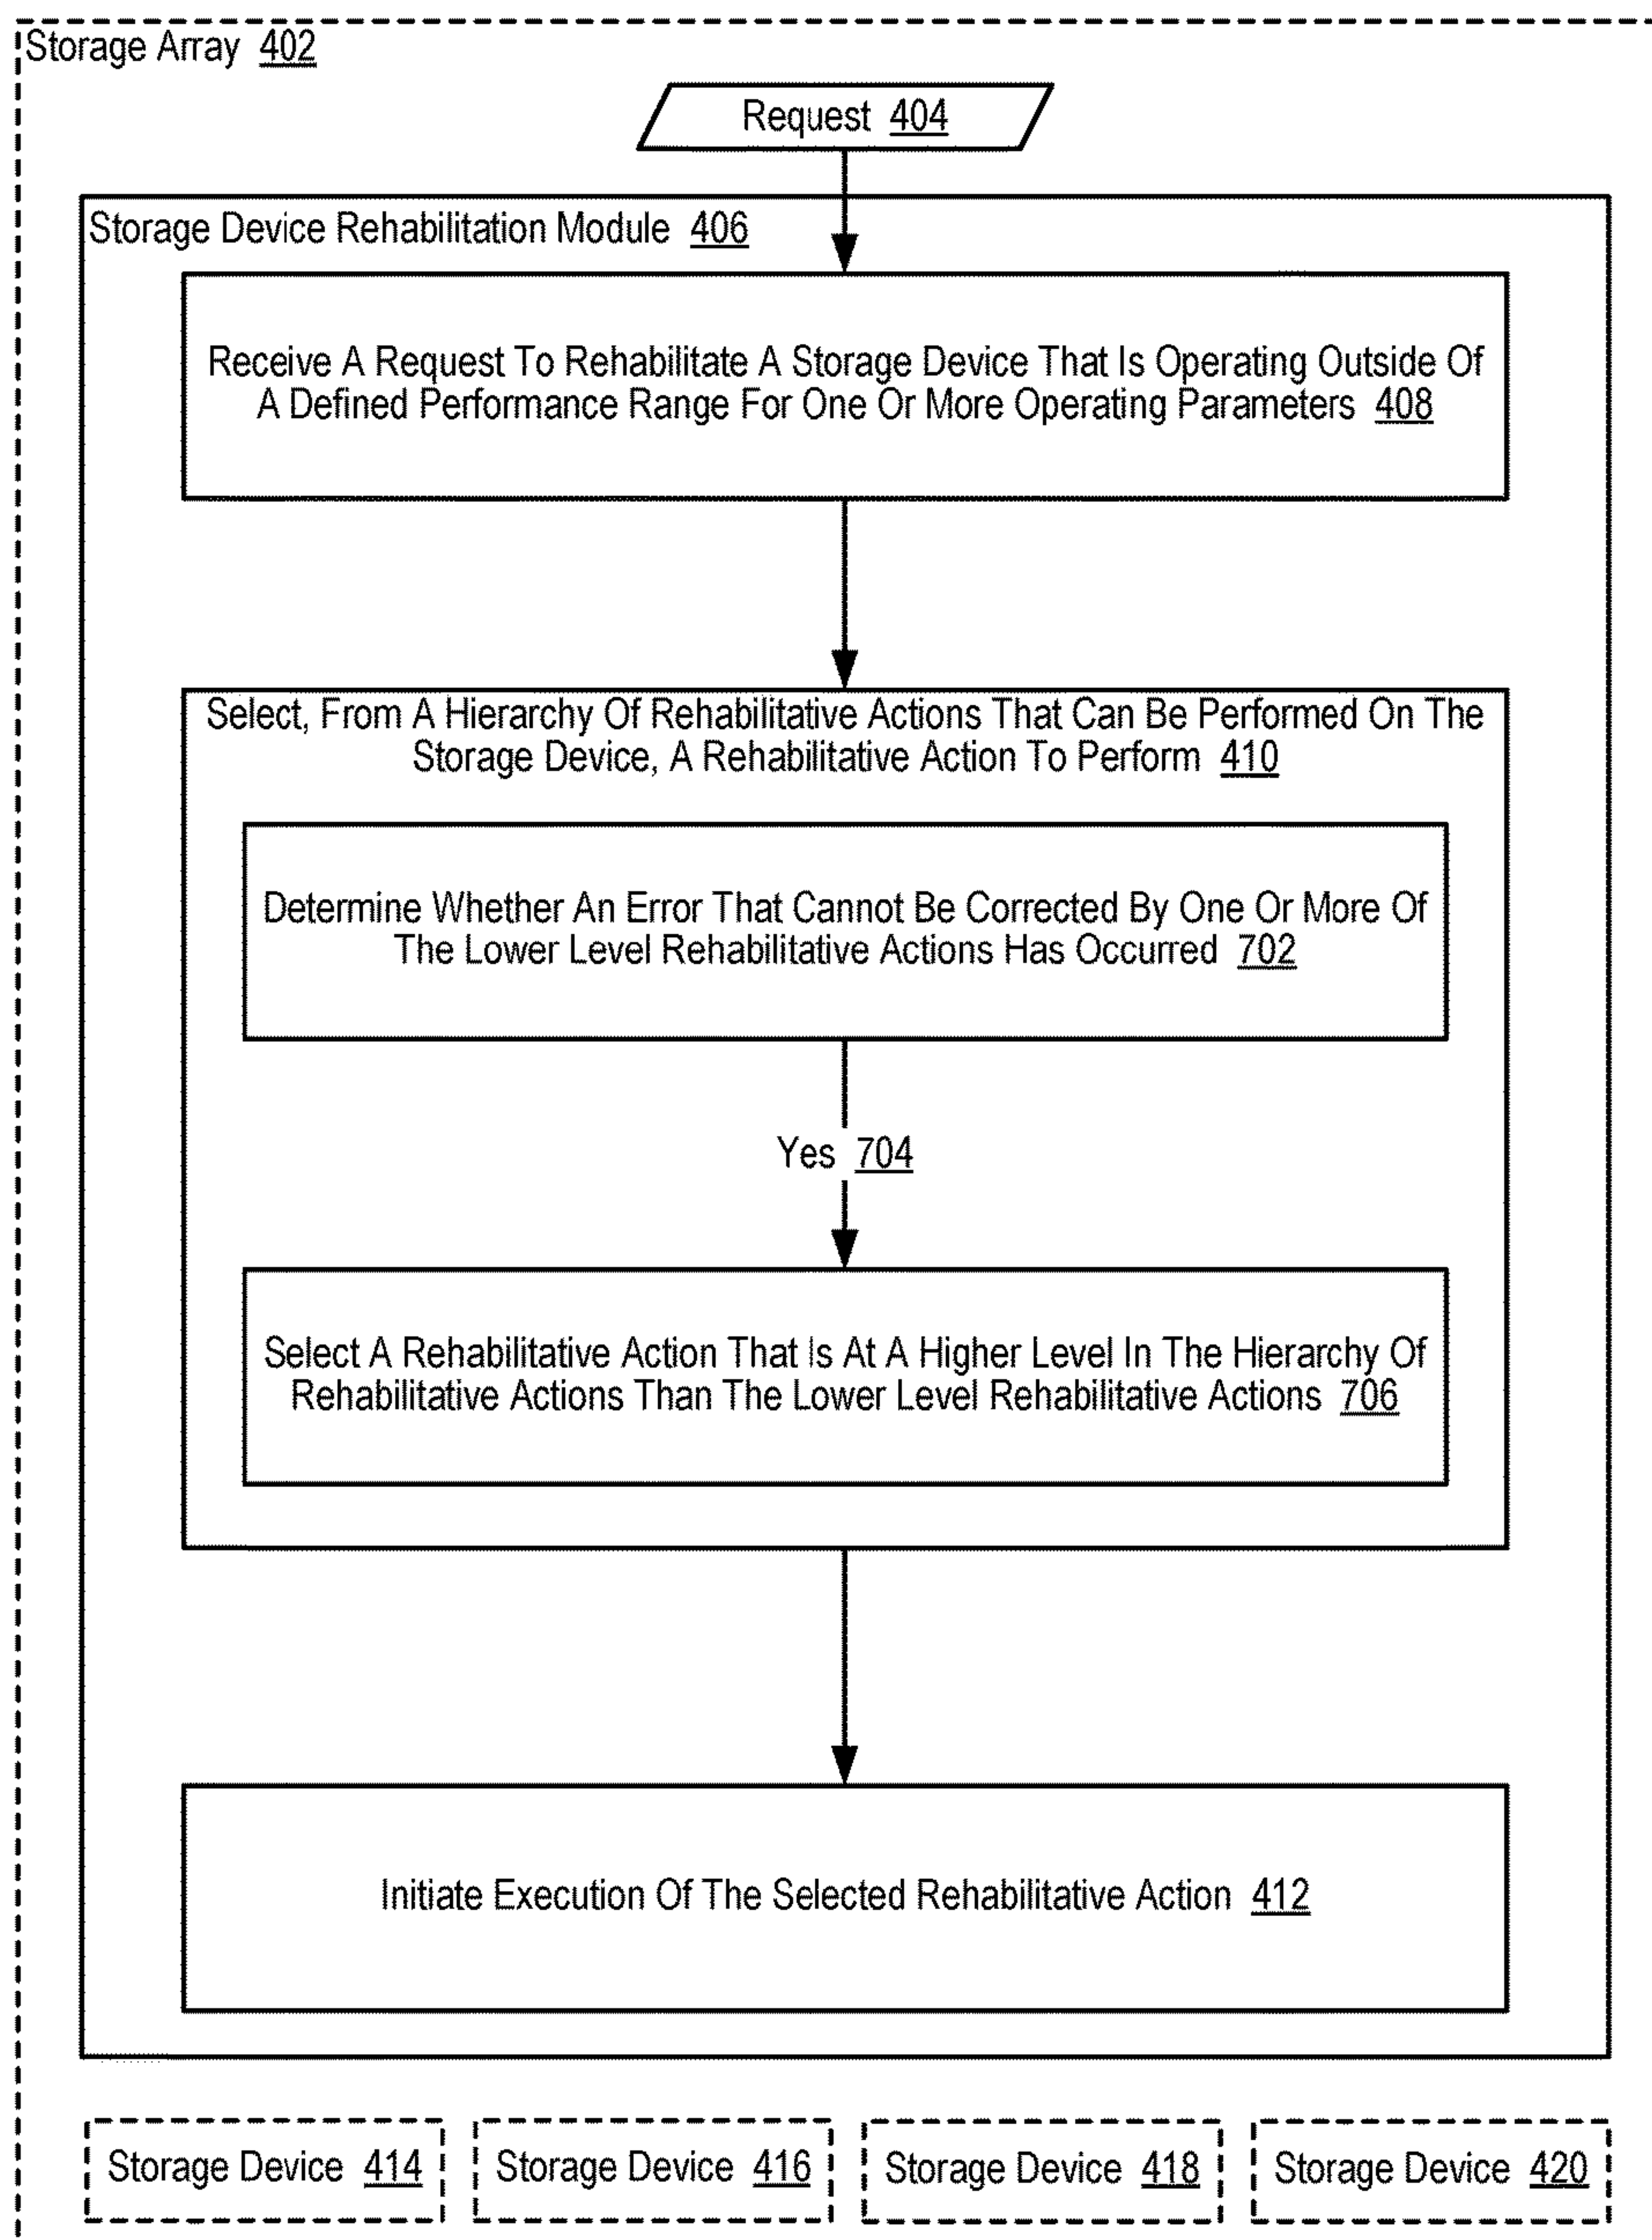 Storage Array 402
Request 404
Storage Device Rehabilitation Module 406
Receive A Request To Rehabilitate A Storage Device That Is Operating Outside Of
A Defined Performance Range For One Or More Operating Parameters 408
Select, From A Hierarchy Of Rehabilitative Actions That Can Be Performed On The
Storage Device, A Rehabilitative Action To Perform 410
Determine Whether An Error That Cannot Be Corrected By One Or More Of
The Lower Level Rehabilitative Actions Has Occurred 702
Yes 704
Select A Rehabilitative Action That Is At A Higher Level In The Hierarchy Of
Rehabilitative Actions Than The Lower Level Rehabilitative Actions 706
Initiate Execution Of The Selected Rehabilitative Action 412
Storage Device 414
Storage Device 416
Storage Device 418
Storage Device 420